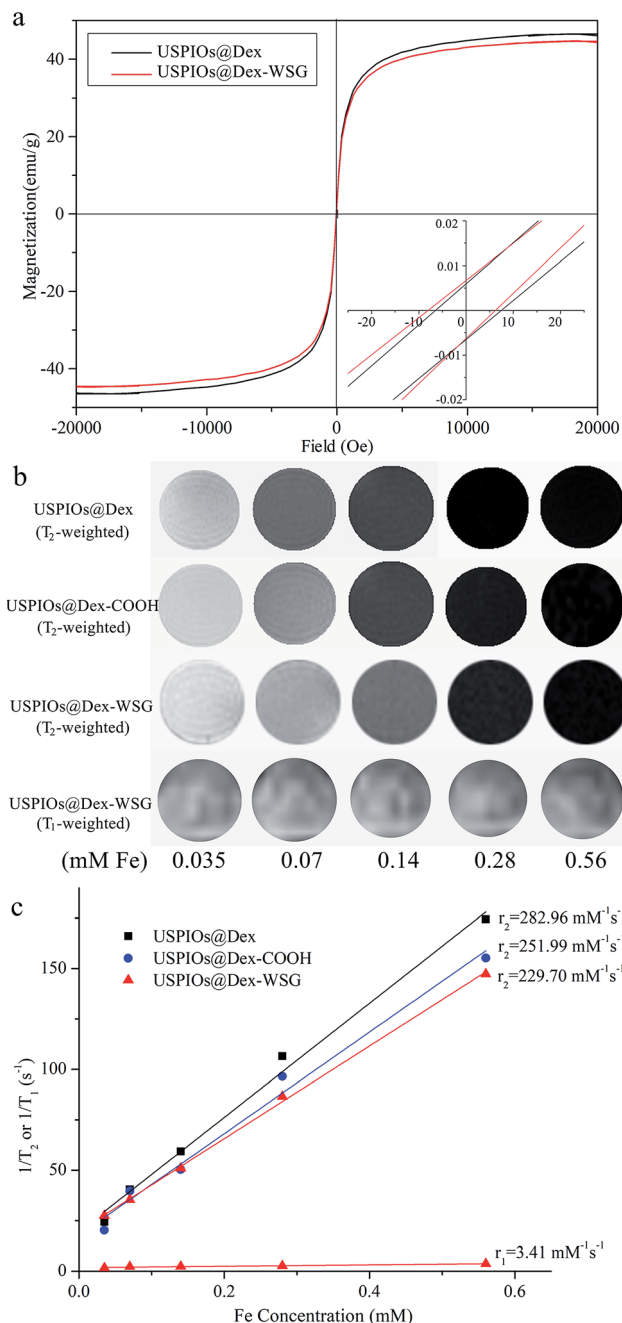 a
USPIOs@Dex
USPIOs@Dex-WSG
Magnetization(emu/g)
40
20
0
-20
-40
0.02
0.01
-20
-10
0
10
20
-0.01
-0.02
-20000
-10000
0
10000
20000
Field (Oe)
b
USPIOs@Dex
(T₂-weighted)
USPIOs@Dex-COOH
(T₂-weighted)
USPIOs@Dex-WSG
(T₂-weighted)
USPIOs@Dex-WSG
(T₁-weighted)
(mM Fe) 0.035 0.07 0.14 0.28 0.56
c
USPIOs@Dex
USPIOs@Dex-COOH
USPIOs@Dex-WSG
r₂=282.96 mM⁻¹s⁻
r₂=251.99 mM⁻¹s⁻
r₂=229.70 mM⁻¹s⁻¹
r₁=3.41 mM⁻¹s⁻¹
1/T₂ or 1/T₁ (s⁻¹)
150
100
50
0
0.0
0.2
0.4
0.6
Fe Concentration (mM)